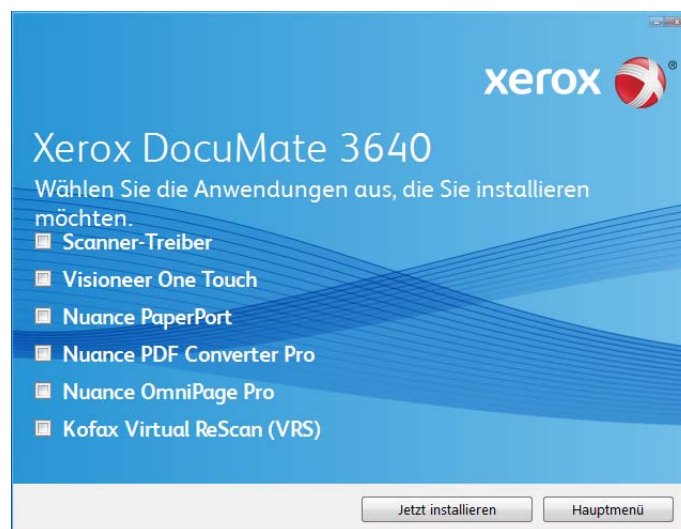 xerox ®
Xerox DocuMate 3640
Wählen Sie die Anwendungen aus, die Sie installieren
möchten.
Scanner-Treiber
Visioneer One Touch
Nuance PaperPort
Nuance PDF Converter Pro
Nuance OmniPage Pro
Kofax Virtual ReScan (VRS)
Jetzt installieren Hauptmenü